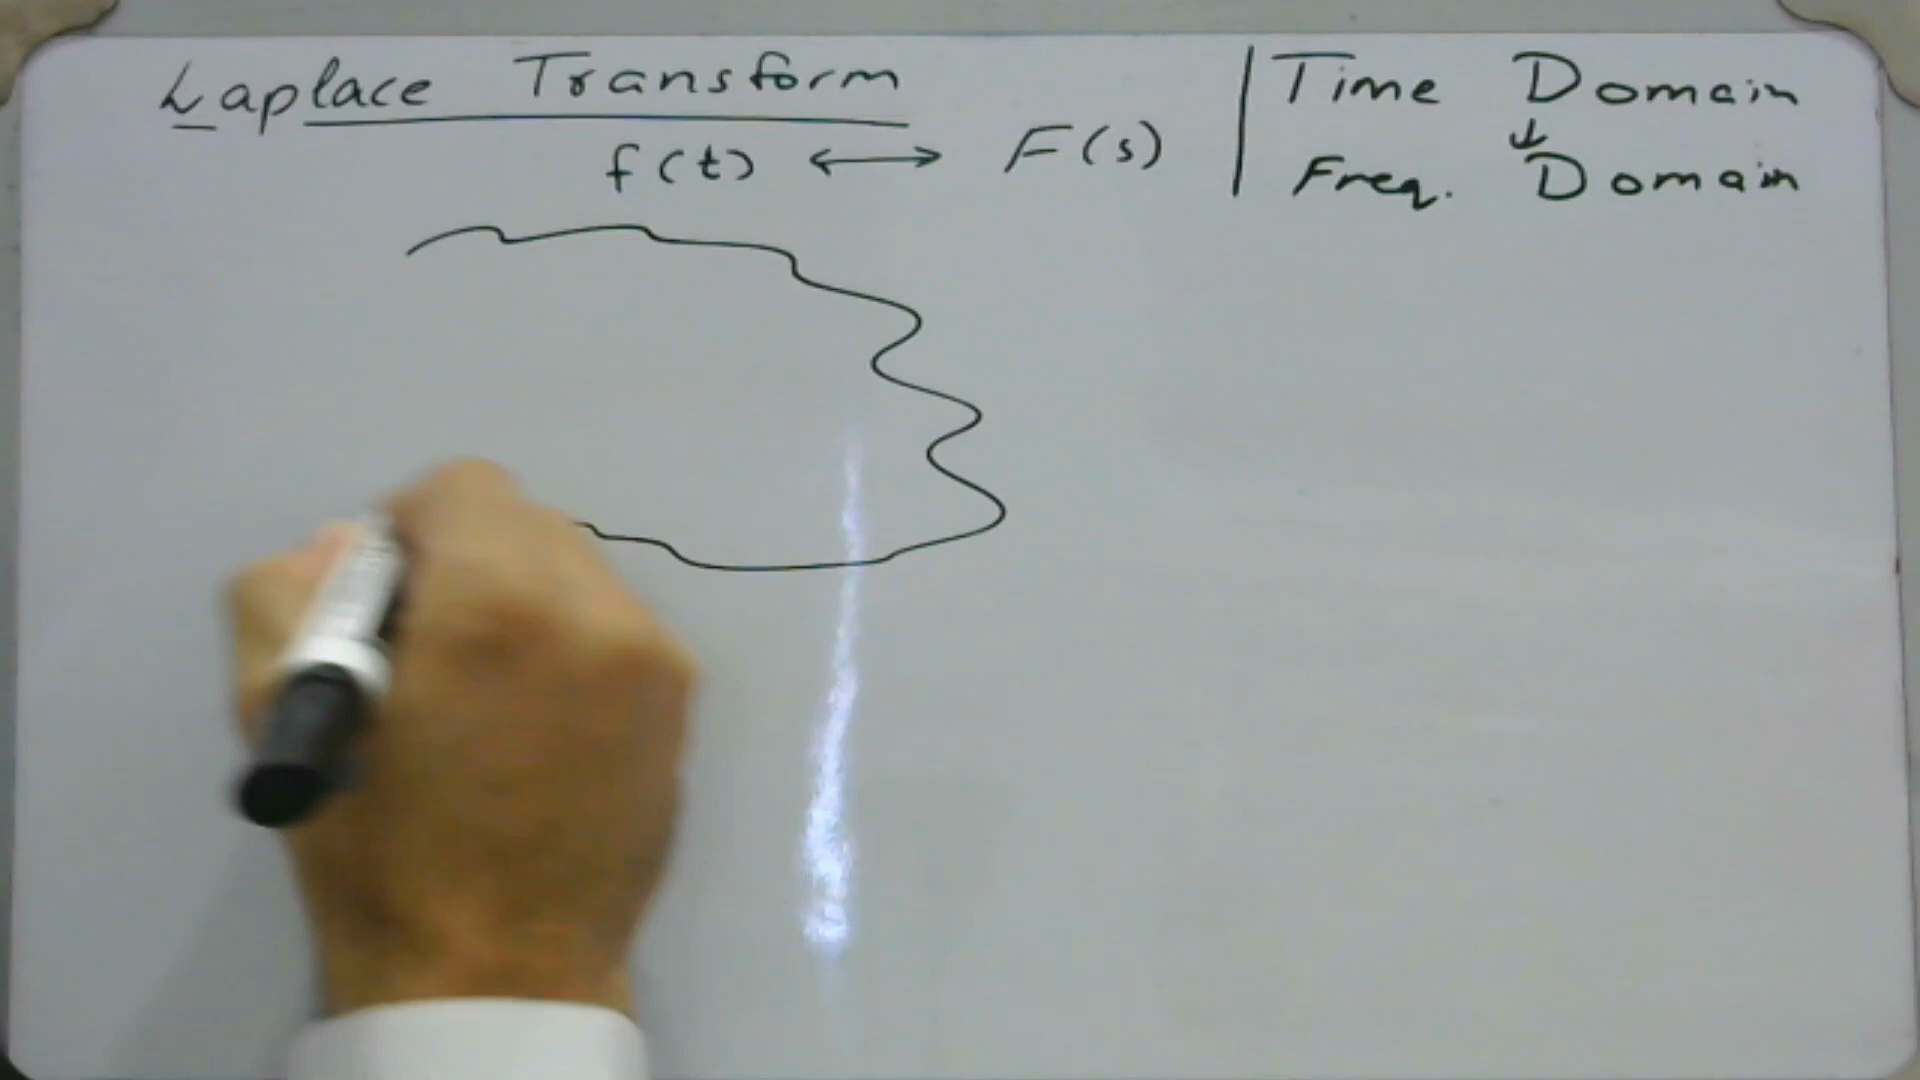 Laplace Transform
f(t) ↔ F(s)
Time Domain
↓
Freq. Domain